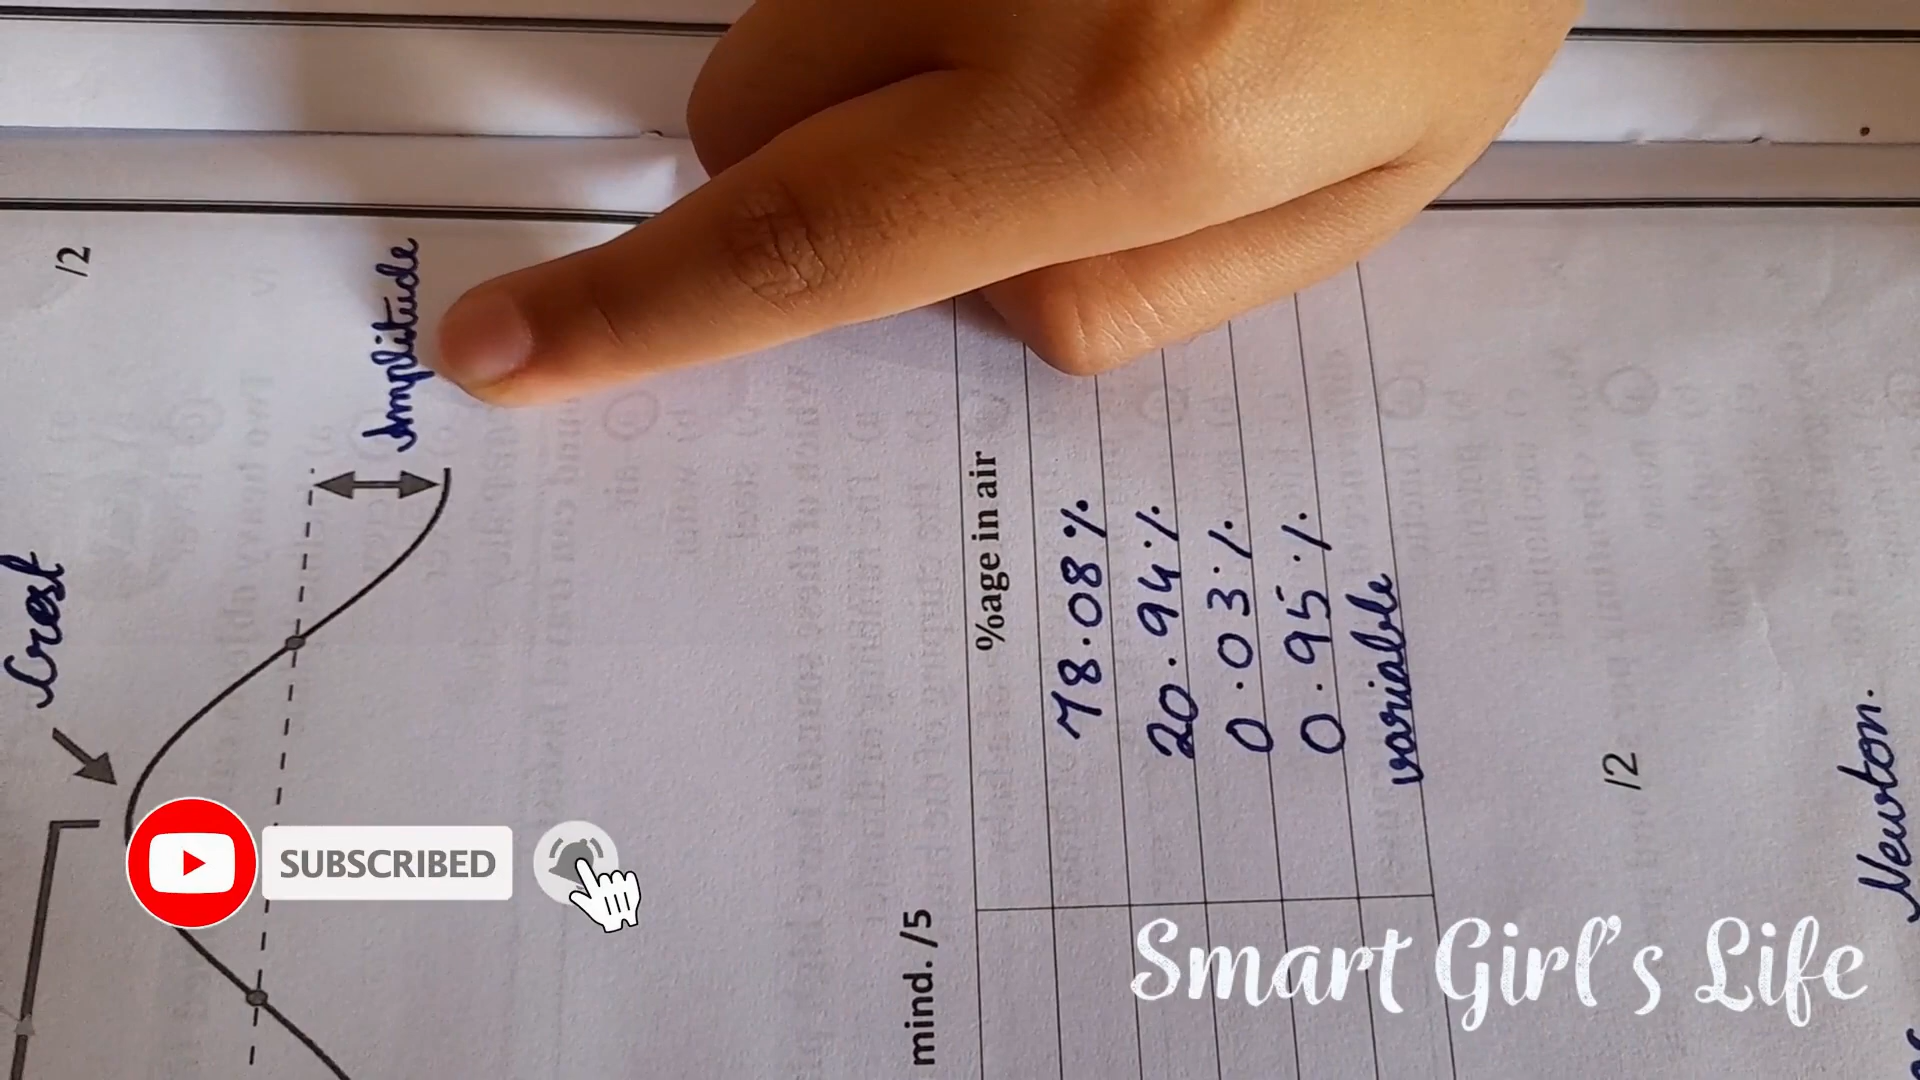 /2
Crest
Amplitude
mind. /5
%age in air
78.08%
20.94%
0.03%
0.95%
variable
/2
Newton.
SUBSCRIBED
Smart Girl's Life